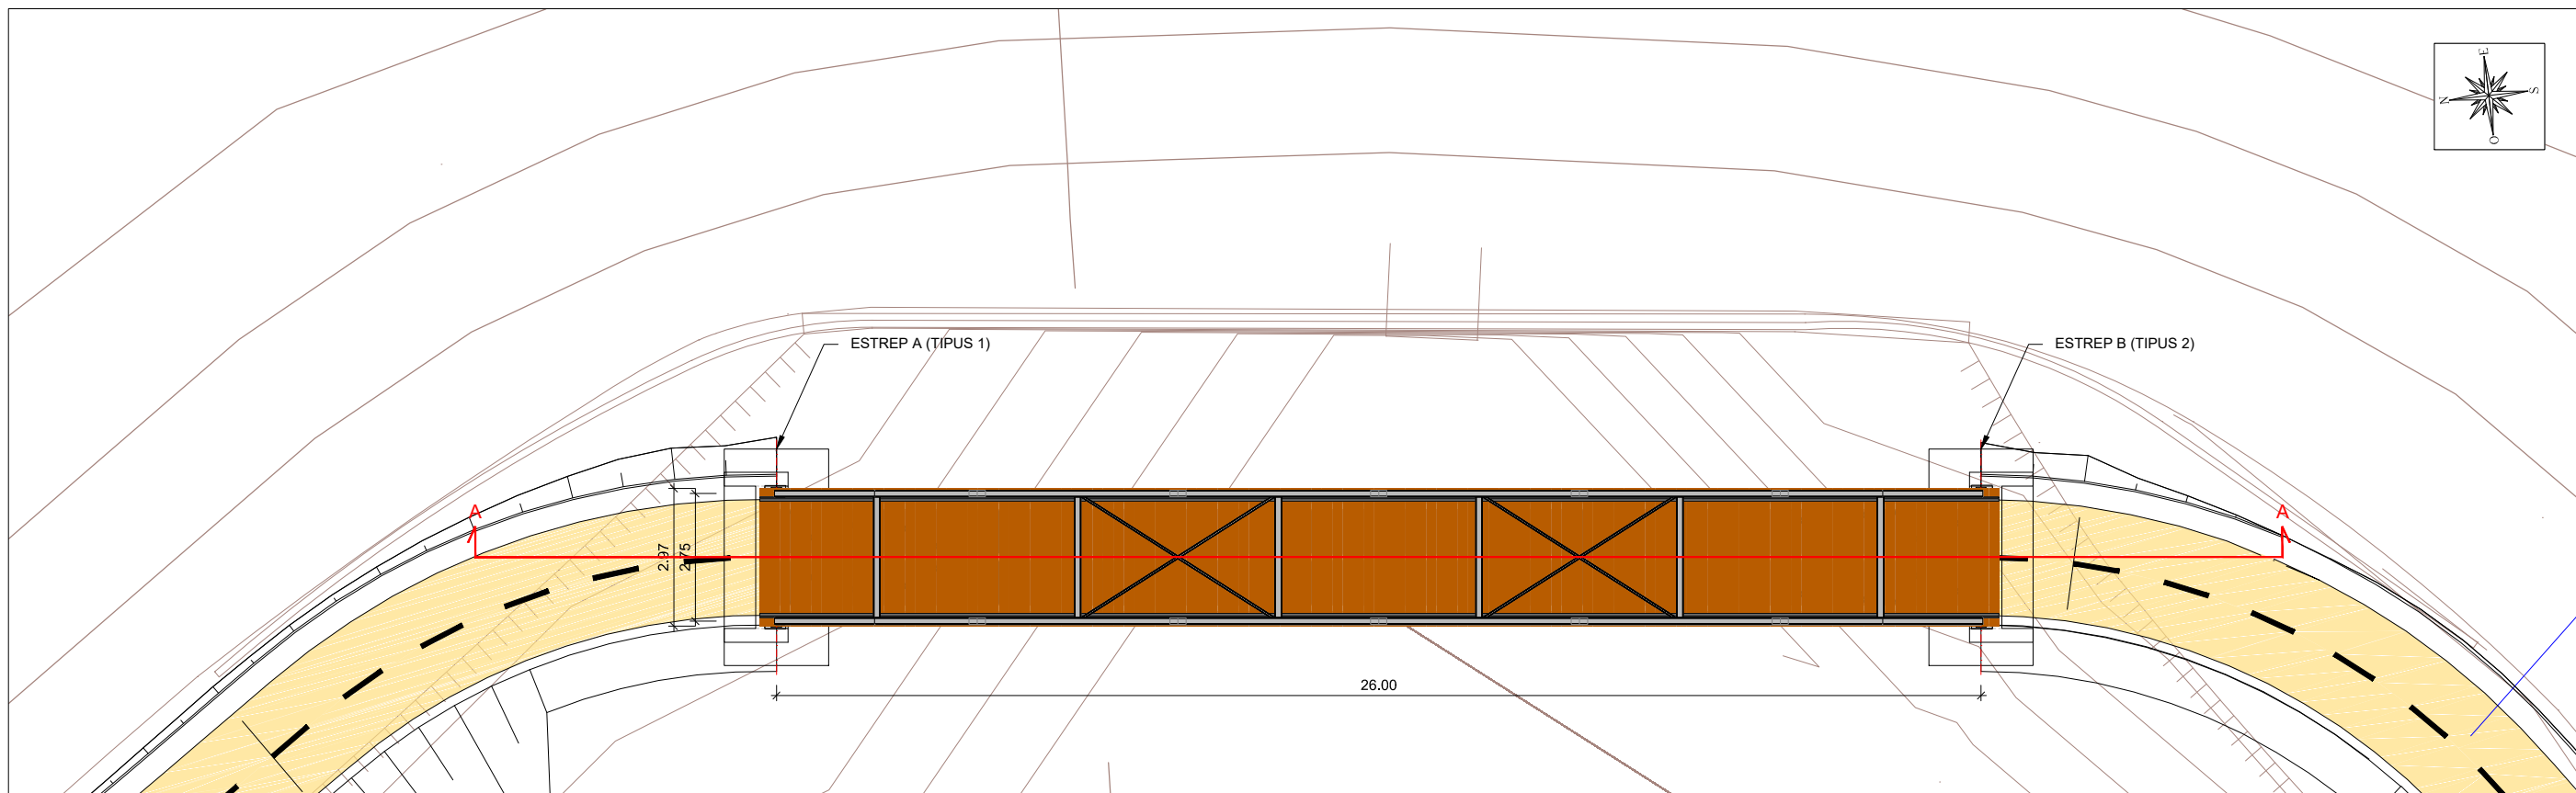 E
N
S
O
ESTREP A (TIPUS 1)
ESTREP B (TIPUS 2)
A
A
2.97
2.75
26.00